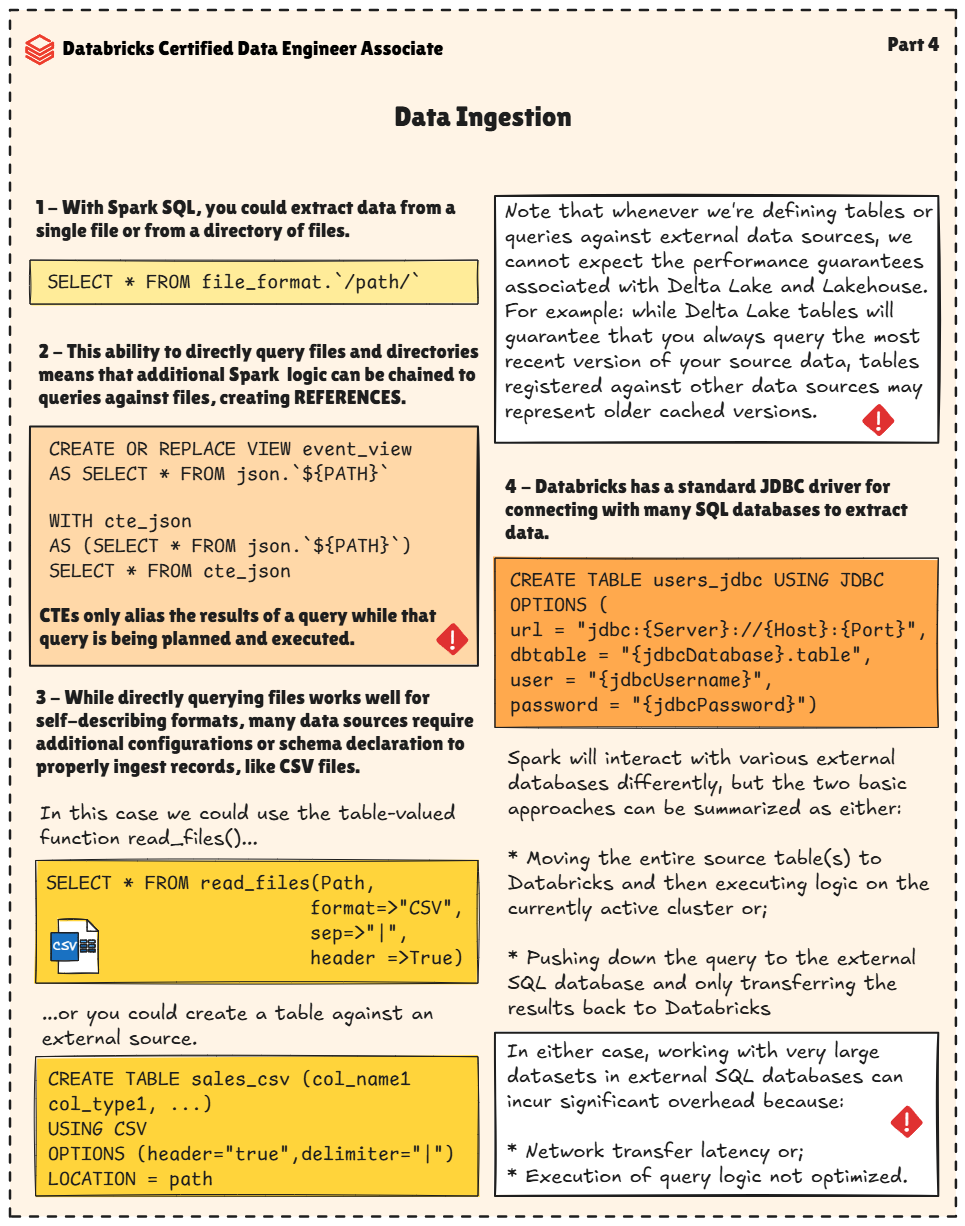 Databricks Certified Data Engineer Associate
Part 4
Data Ingestion
1 - With Spark SQL, you could extract data from a
single file or from a directory of files.
SELECT * FROM file_format.`/path/`
2 - This ability to directly query files and directories
means that additional Spark logic can be chained to
queries against files, creating REFERENCES.
CREATE OR REPLACE VIEW event_view
AS SELECT * FROM json.`${PATH}`
WITH cte_json
AS (SELECT * FROM json.`${PATH}`)
SELECT * FROM cte_json
CTEs only alias the results of a query while that
query is being planned and executed.
3 - While directly querying files works well for
self-describing formats, many data sources require
additional configurations or schema declaration to
properly ingest records, like CSV files.
In this case we could use the table-valued
function read_files()...
SELECT * FROM read_files(Path,
format=>"CSV",
sep=>"|",
header =>True)
CSV
...or you could create a table against an
external source.
CREATE TABLE sales_csv (col_name1
col_type1, ...)
USING CSV
OPTIONS (header="true",delimiter="|")
LOCATION = path
Note that whenever we're defining tables or
queries against external data sources, we
cannot expect the performance guarantees
associated with Delta Lake and Lakehouse.
For example: while Delta Lake tables will
guarantee that you always query the most
recent version of your source data, tables
registered against other data sources may
represent older cached versions.
4 - Databricks has a standard JDBC driver for
connecting with many SQL databases to extract
data.
CREATE TABLE users_jdbc USING JDBC
OPTIONS (
url = "jdbc:{Server}://{Host}:{Port}",
dbtable = "{jdbcDatabase}.table",
user = "{jdbcUsername}",
password = "{jdbcPassword}")
Spark will interact with various external
databases differently, but the two basic
approaches can be summarized as either:
* Moving the entire source table(s) to
Databricks and then executing logic on the
currently active cluster or;
* Pushing down the query to the external
SQL database and only transferring the
results back to Databricks
In either case, working with very large
datasets in external SQL databases can
incur significant overhead because:
* Network transfer latency or;
* Execution of query logic not optimized.